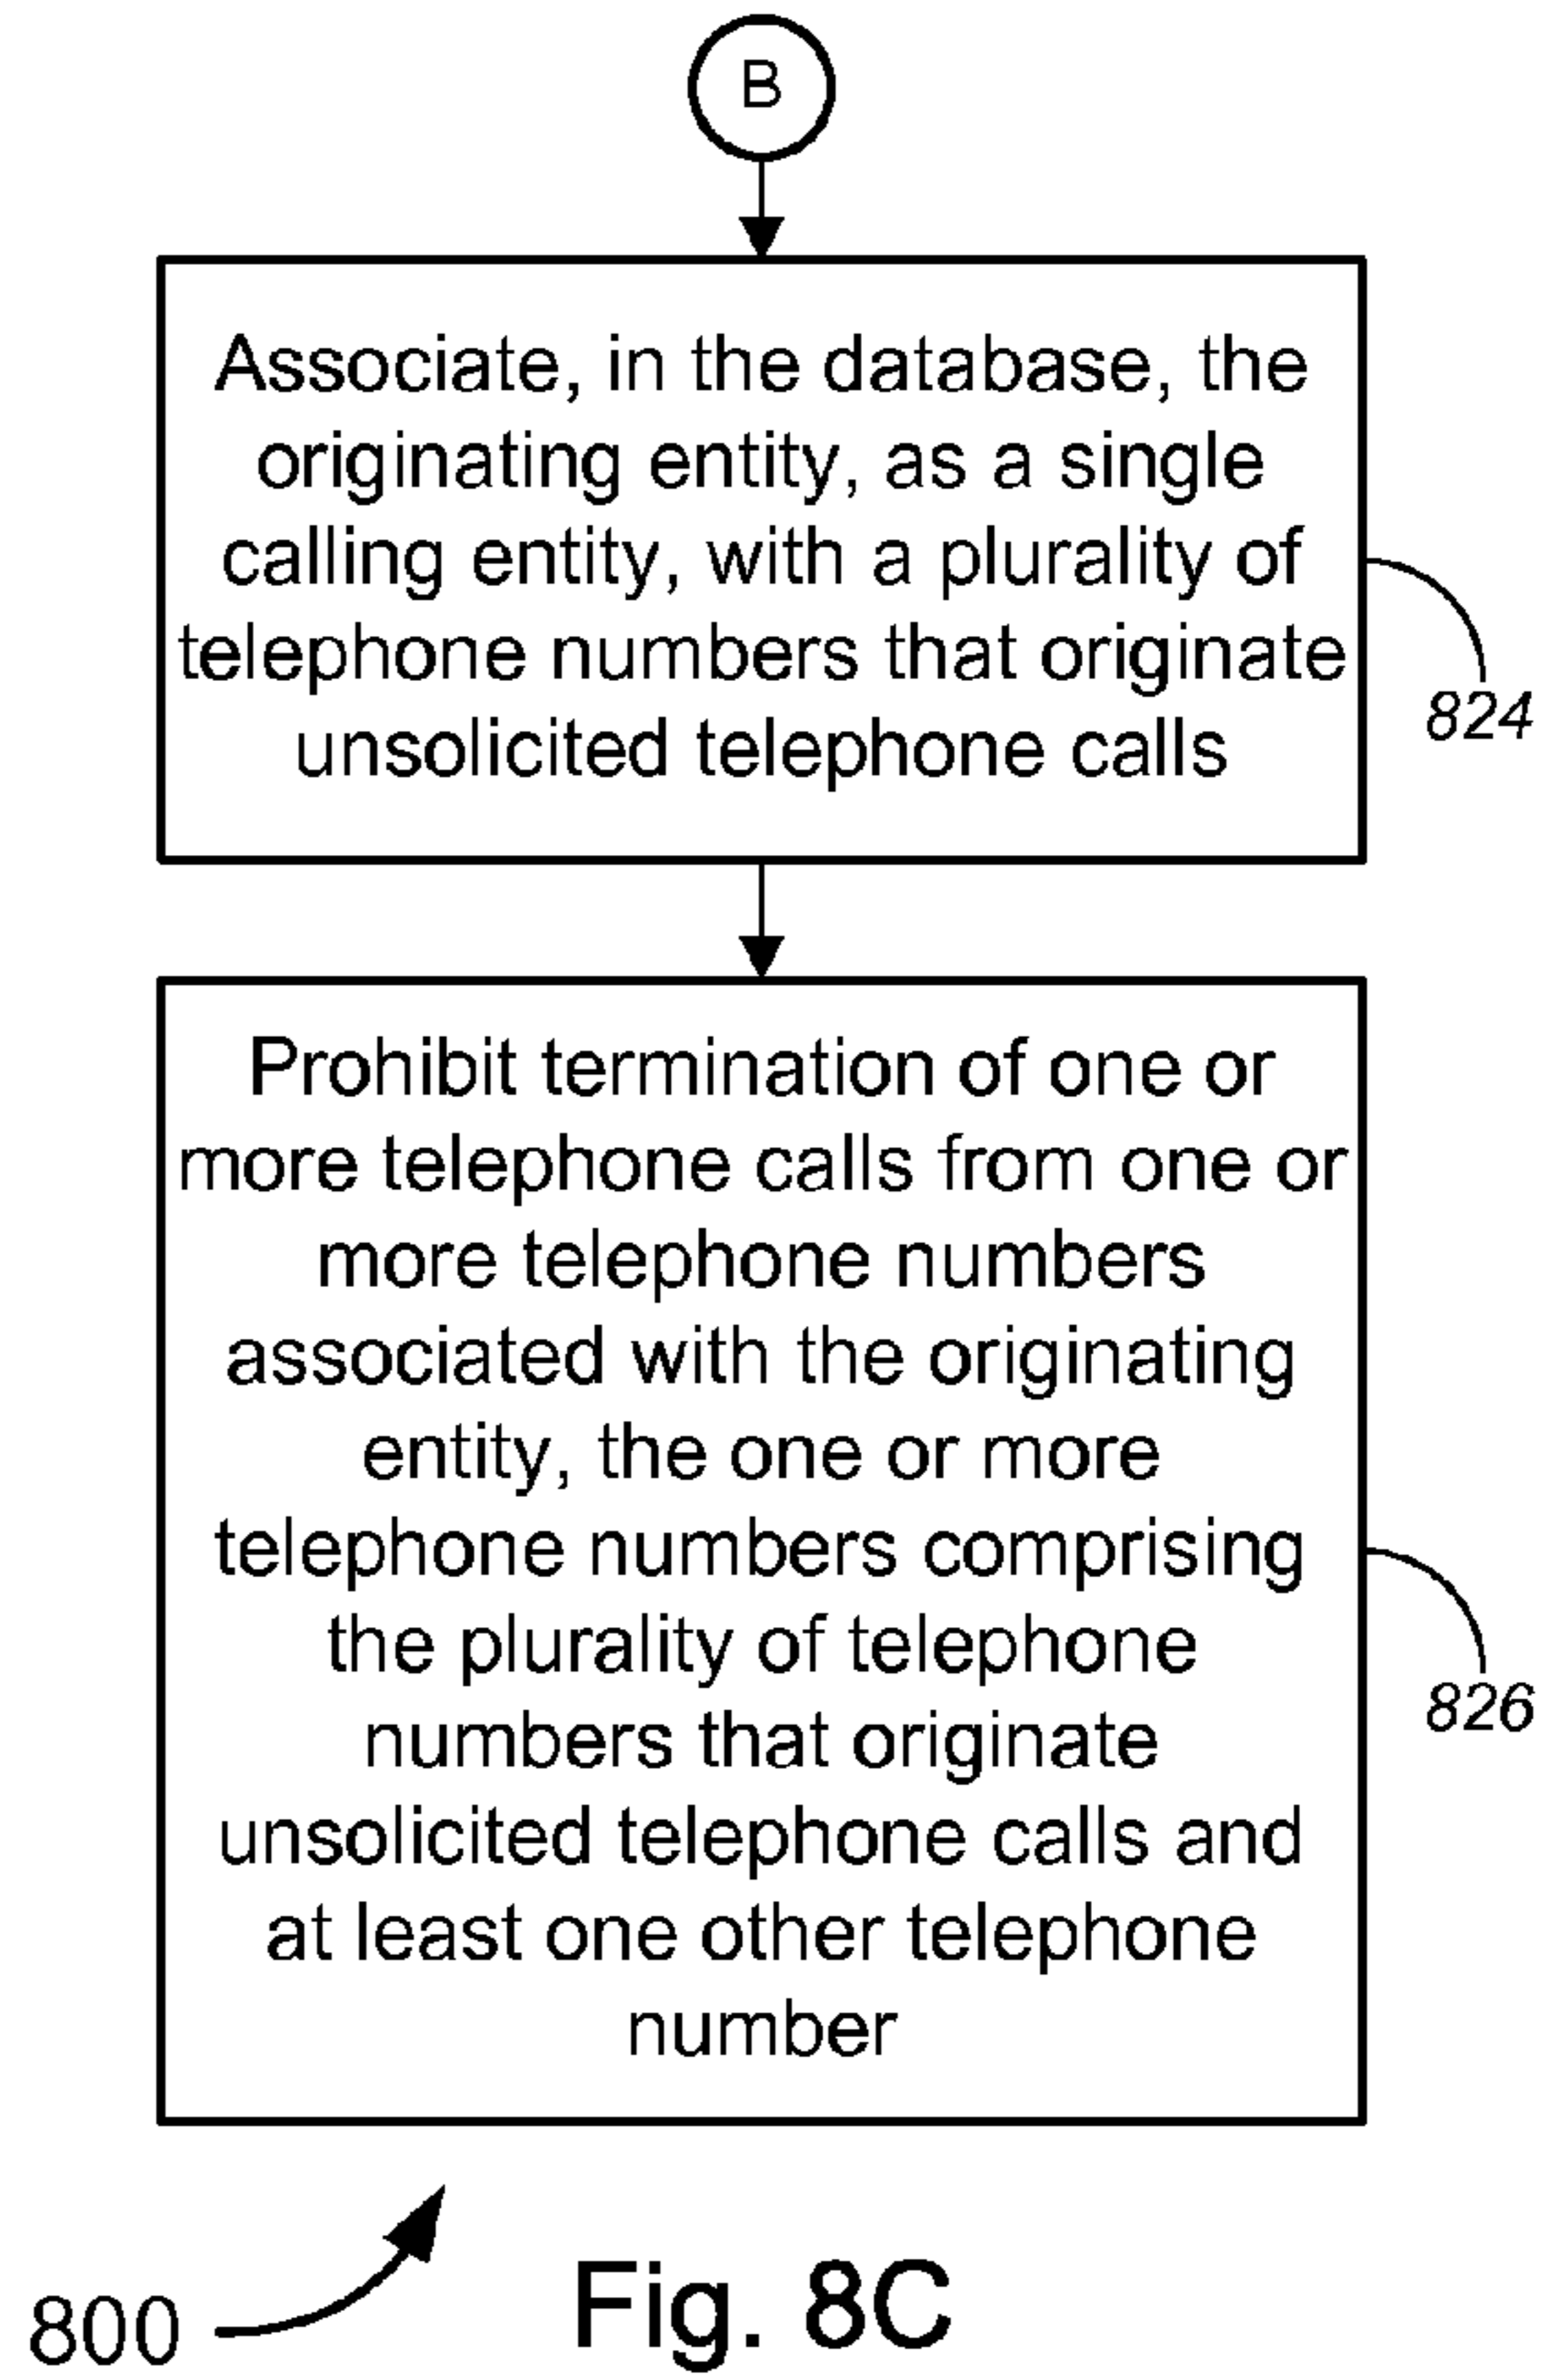 B
Associate, in the database, the
originating entity, as a single
calling entity, with a plurality of
telephone numbers that originate
unsolicited telephone calls
824
Prohibit termination of one or
more telephone calls from one or
more telephone numbers
associated with the originating
entity, the one or more
telephone numbers comprising
the plurality of telephone
numbers that originate
unsolicited telephone calls and
at least one other telephone
number
826
800
Fig. 8C